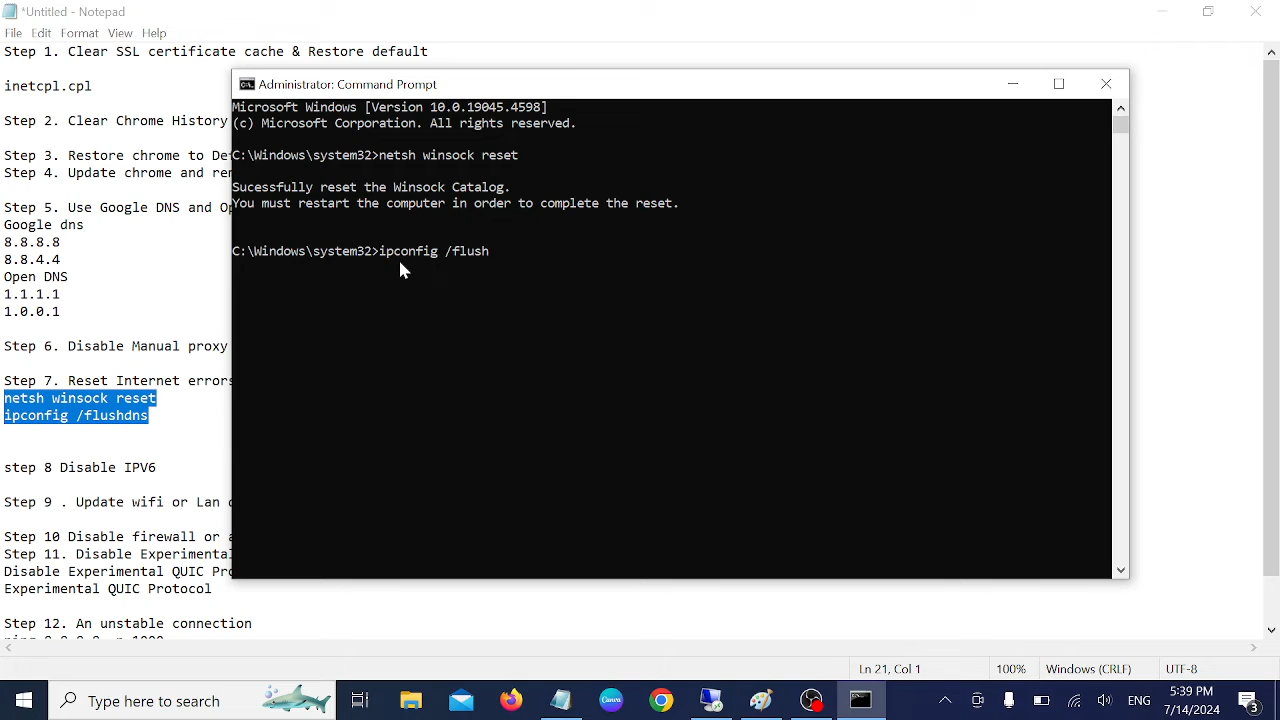 *Untitled - Notepad
File Edit Format View Help
Step 1. Clear SSL certificate cache & Restore default
inetcpl.cpl
Step 2. Clear Chrome History
Step 3. Restore chrome to
Step 4. Update chrome and
Step 5. Use Google DNS and
Google dns
8.8.8.8
8.8.4.4
Open DNS
1.1.1.1
1.0.0.1
Step 6. Disable Manual proxy
Step 7. Reset Internet errors
netsh winsock reset
ipconfig /flushdns
step 8 Disable IPV6
Step 9 . Update wifi or Lan
Step 10 Disable firewall or
Step 11. Disable Experimental
Disable Experimental QUIC
Experimental QUIC Protocol
Step 12. An unstable connection
Administrator: Command Prompt
Microsoft Windows [Version 10.0.19045.4598]
(c) Microsoft Corporation. All rights reserved.
C:\Windows\system32>netsh winsock reset
Sucessfully reset the Winsock Catalog.
You must restart the computer in order to complete the reset.
C:\Windows\system32>ipconfig /flush
Ln 21, Col 1 100% Windows (CRLF) UTF-8
Type here to search
ENG
5:39 PM
7/14/2024
3